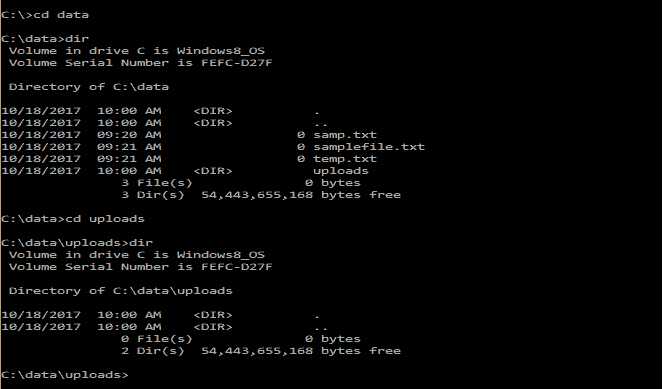 C:\>cd data
C:\data>dir
 Volume in drive C is Windows8_OS
 Volume Serial Number is FEFC-D27F
 Directory of C:\data
10/18/2017  10:00 AM    <DIR>          .
10/18/2017  10:00 AM    <DIR>          ..
10/18/2017  09:20 AM                 0 samp.txt
10/18/2017  09:21 AM                 0 samplefile.txt
10/18/2017  09:21 AM                 0 temp.txt
10/18/2017  10:00 AM    <DIR>          uploads
               3 File(s)              0 bytes
               3 Dir(s)  54,443,655,168 bytes free
C:\data>cd uploads
C:\data\uploads>dir
 Volume in drive C is Windows8_OS
 Volume Serial Number is FEFC-D27F
 Directory of C:\data\uploads
10/18/2017  10:00 AM    <DIR>          .
10/18/2017  10:00 AM    <DIR>          ..
               0 File(s)              0 bytes
               2 Dir(s)  54,443,655,168 bytes free
C:\data\uploads>